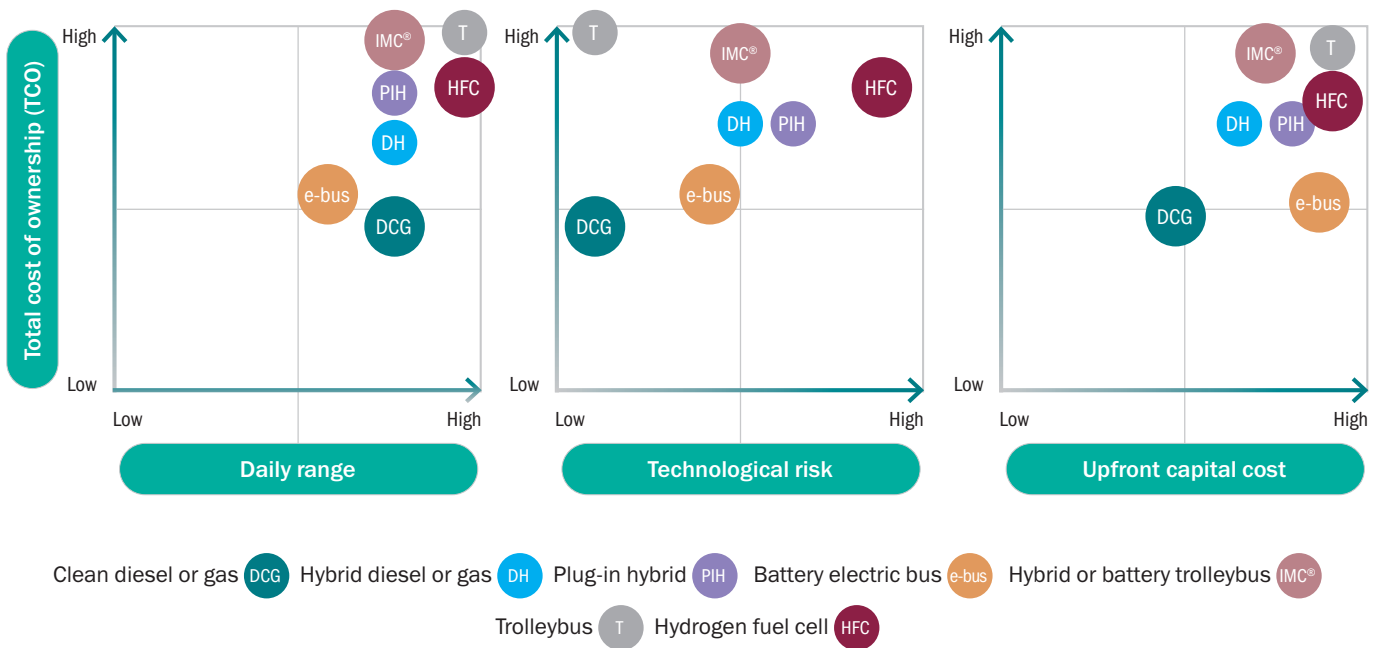 Total cost of ownership (TCO)
High
Low
IMC®
T
PIH
HFC
DH
e-bus
DCG
Low
High
Daily range
High
Low
T
IMC®
HFC
DH
PIH
e-bus
DCG
Low
High
Technological risk
High
Low
IMC®
T
HFC
DH
PIH
e-bus
DCG
Low
High
Upfront capital cost
Clean diesel or gas DCG Hybrid diesel or gas DH Plug-in hybrid PIH Battery electric bus e-bus Hybrid or battery trolleybus IMC®
Trolleybus T Hydrogen fuel cell HFC